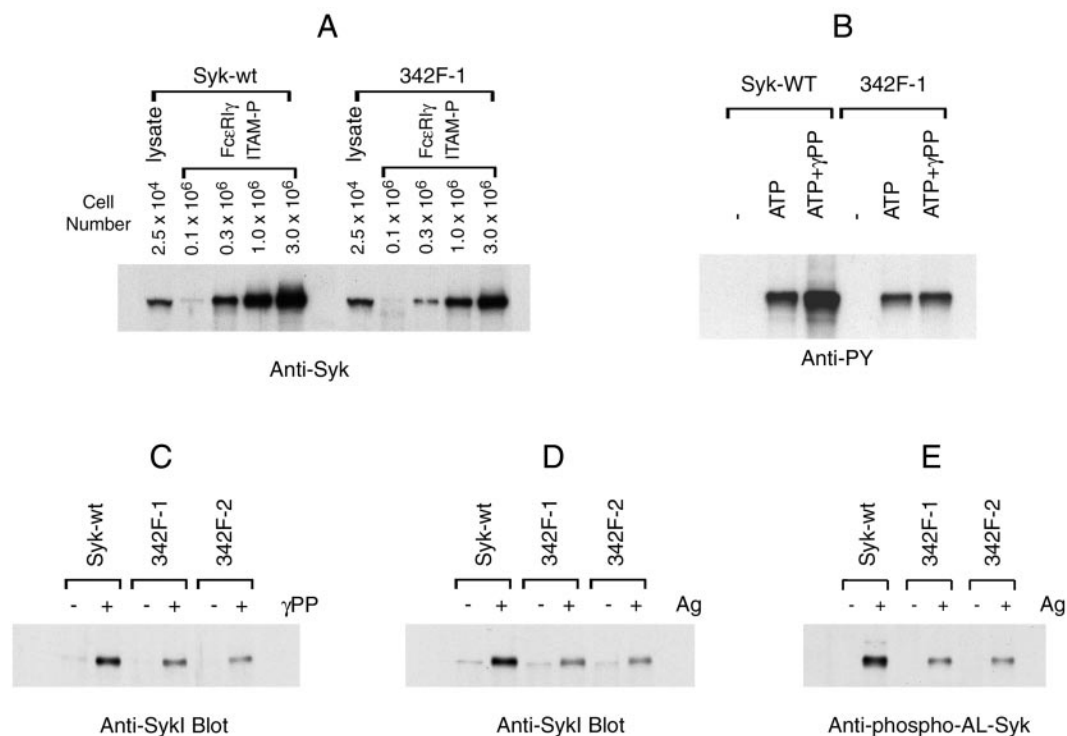 A
Syk-wt
342F-1
lysate
FcεRIγ
ITAM-P
lysate
FcεRIγ
ITAM-P
Cell
Number
2.5 x 10⁴
0.1 x 10⁶
0.3 x 10⁶
1.0 x 10⁶
3.0 x 10⁶
2.5 x 10⁴
0.1 x 10⁶
0.3 x 10⁶
1.0 x 10⁶
3.0 x 10⁶
Anti-Syk
B
Syk-WT
342F-1
-
ATP
ATP+γPP
-
ATP
ATP+γPP
Anti-PY
C
Syk-wt
342F-1
342F-2
- + - + - + γPP
Anti-SykI Blot
D
Syk-wt
342F-1
342F-2
- + - + - + Ag
Anti-SykI Blot
E
Syk-wt
342F-1
342F-2
- + - + - + Ag
Anti-phospho-AL-Syk